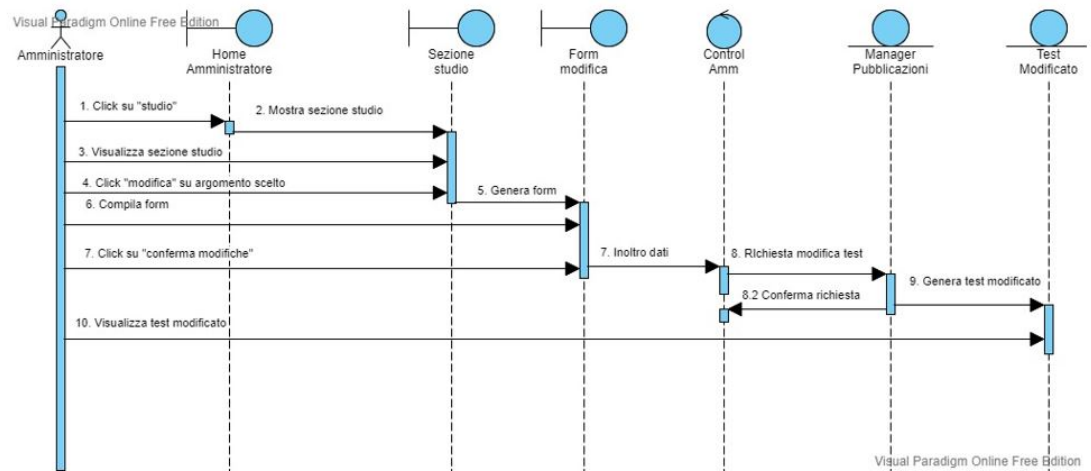 Visual Paradigm Online Free Edition
Amministratore
Home
Amministratore
Sezione
studio
Form
modifica
Control
Amm
Manager
Pubblicazioni
Test
Modificato
1. Click su "studio"
2. Mostra sezione studio
3. Visualizza sezione studio
4. Click "modifica" su argomento scelto
5. Genera form
6. Compila form
7. Click su "conferma modifiche"
7. Inoltro dati
8. RIchiesta modifica test
9. Genera test modificato
8.2 Conferma richiesta
10. Visualizza test modificato
Visual Paradigm Online Free Edition